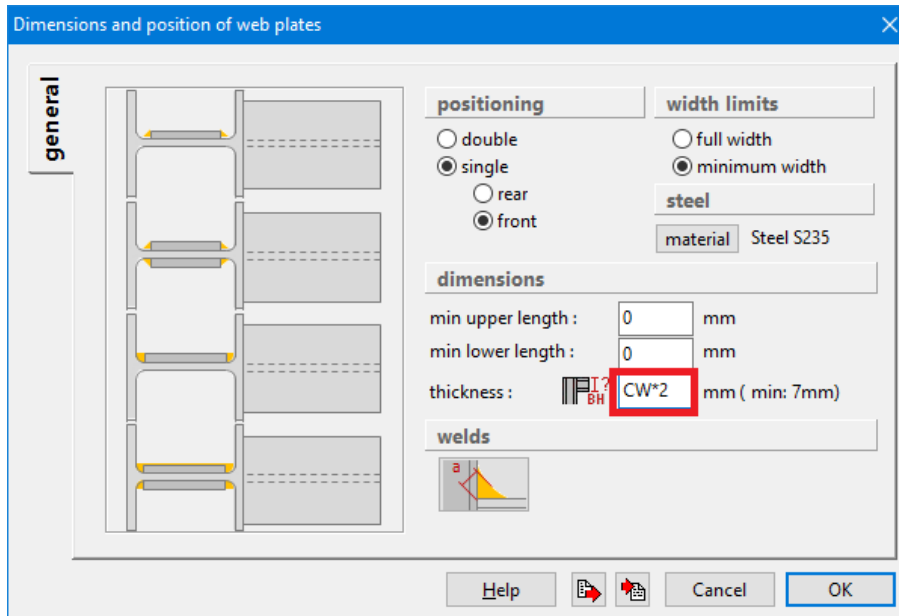 Dimensions and position of web plates
general
positioning
width limits
double
full width
single
minimum width
rear
steel
front
material Steel S235
dimensions
min upper length : 0 mm
min lower length : 0 mm
thickness : I? BH CW*2 mm ( min: 7mm)
welds
a
Help Cancel OK